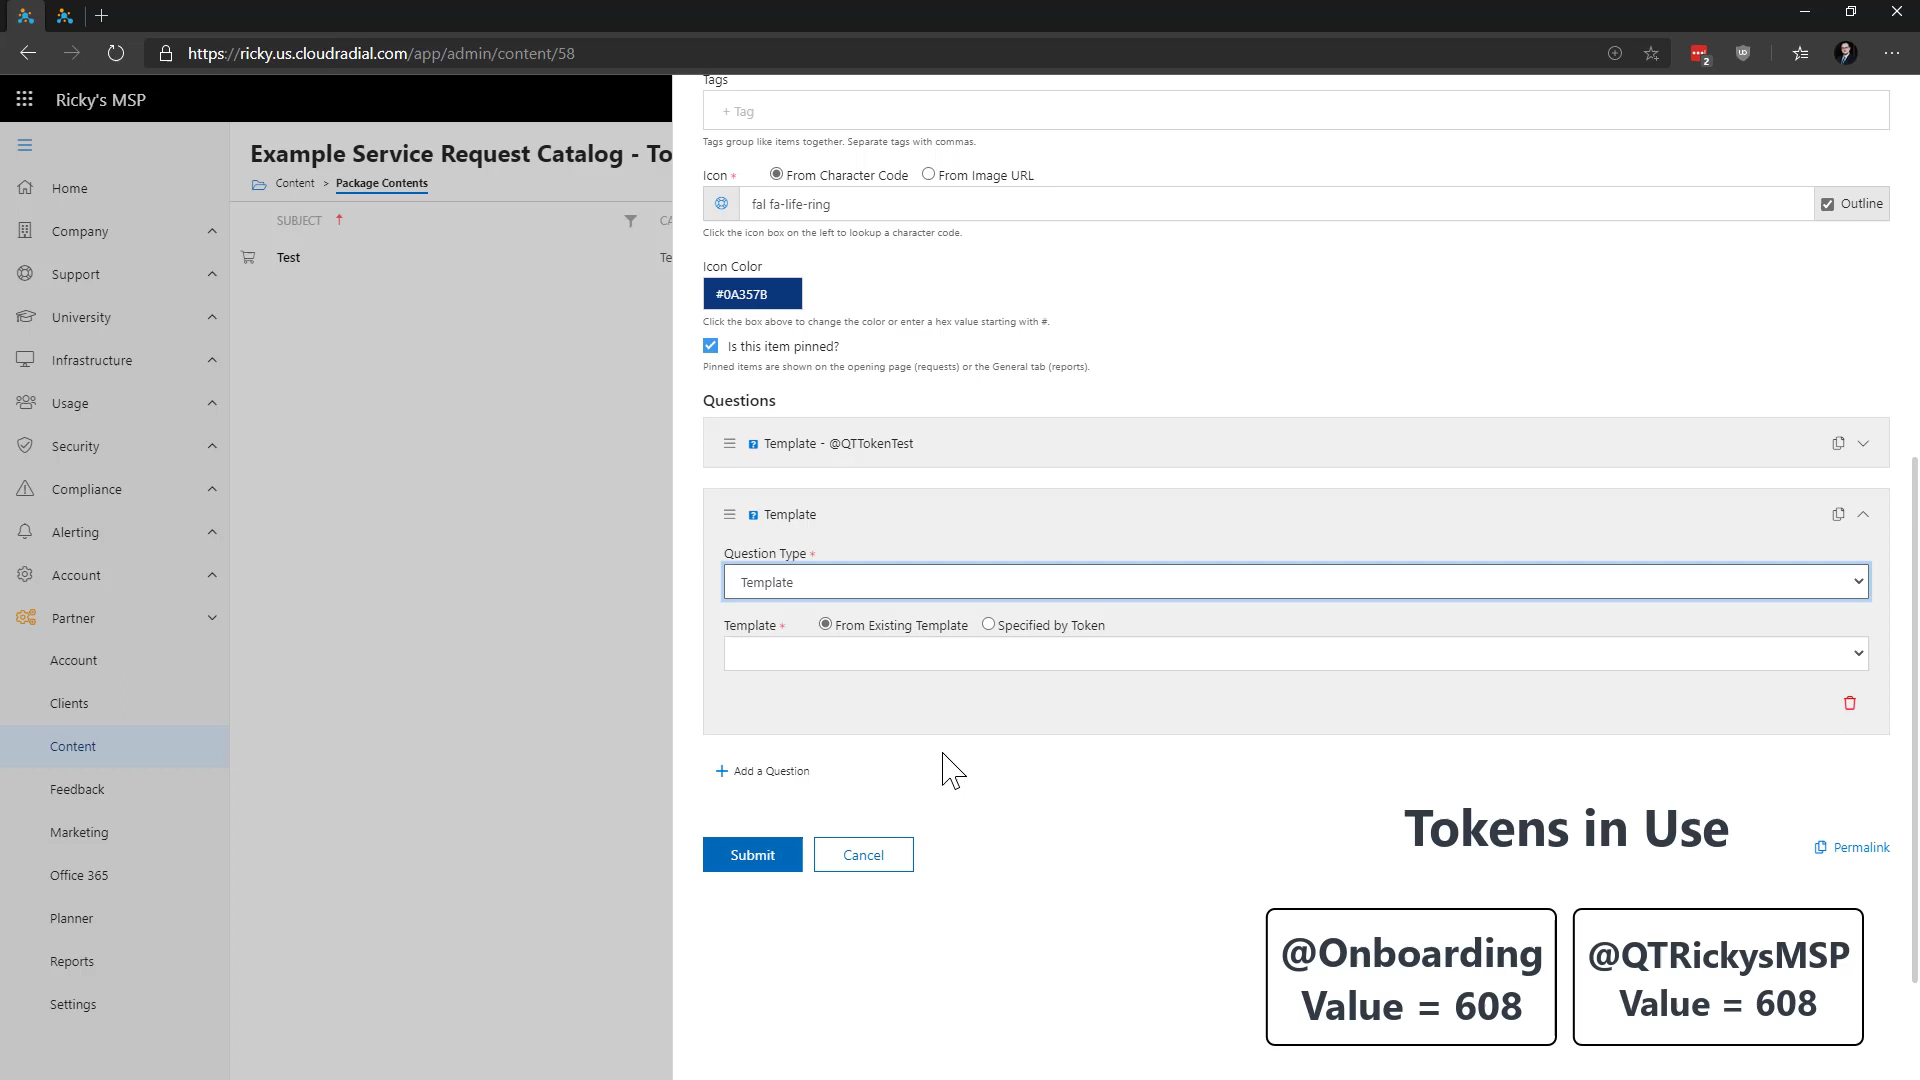 https://ricky.us.cloudradial.com/app/admin/content/58
2
UD
Ricky's MSP
Home
Company
Support
University
Infrastructure
Usage
Security
Compliance
Alerting
Account
Partner
Account
Clients
Content
Feedback
Marketing
Office 365
Planner
Reports
Settings
Example Service Request Catalog - To
Content > Package Contents
SUBJECT CA
Test Te
Tags
+ Tag
Tags group like items together. Separate tags with commas.
Icon * From Character Code From Image URL
fal fa-life-ring Outline
Click the icon box on the left to lookup a character code.
Icon Color
#0A357B
Click the box above to change the color or enter a hex value starting with #.
Is this item pinned?
Pinned items are shown on the opening page (requests) or the General tab (reports).
Questions
Template - @QTTokenTest
Template
Question Type *
Template
Template * From Existing Template Specified by Token
+ Add a Question
Submit Cancel
Permalink
Tokens in Use
@Onboarding
Value = 608
@QTRickysMSP
Value = 608